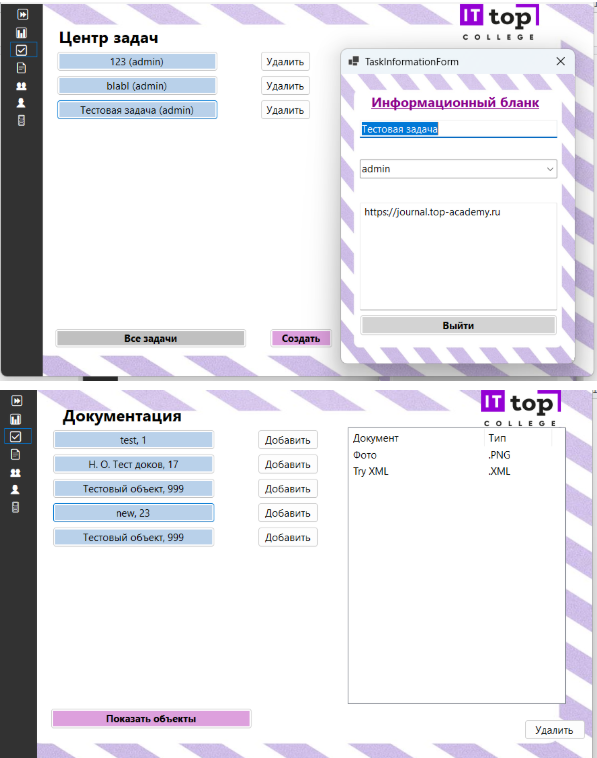 IT top
COLLEGE
Центр задач
123 (admin) Удалить
blabl (admin) Удалить
Тестовая задача (admin) Удалить
Все задачи Создать
TaskInformationForm
Информационный бланк
Тестовая задача
admin
https://journal.top-academy.ru
Выйти
IT top
COLLEGE
Документация
test, 1 Добавить
Н. О. Тест доков, 17 Добавить
Тестовый объект, 999 Добавить
new, 23 Добавить
Тестовый объект, 999 Добавить
Документ Тип
Фото .PNG
Try XML .XML
Показать объекты
Удалить